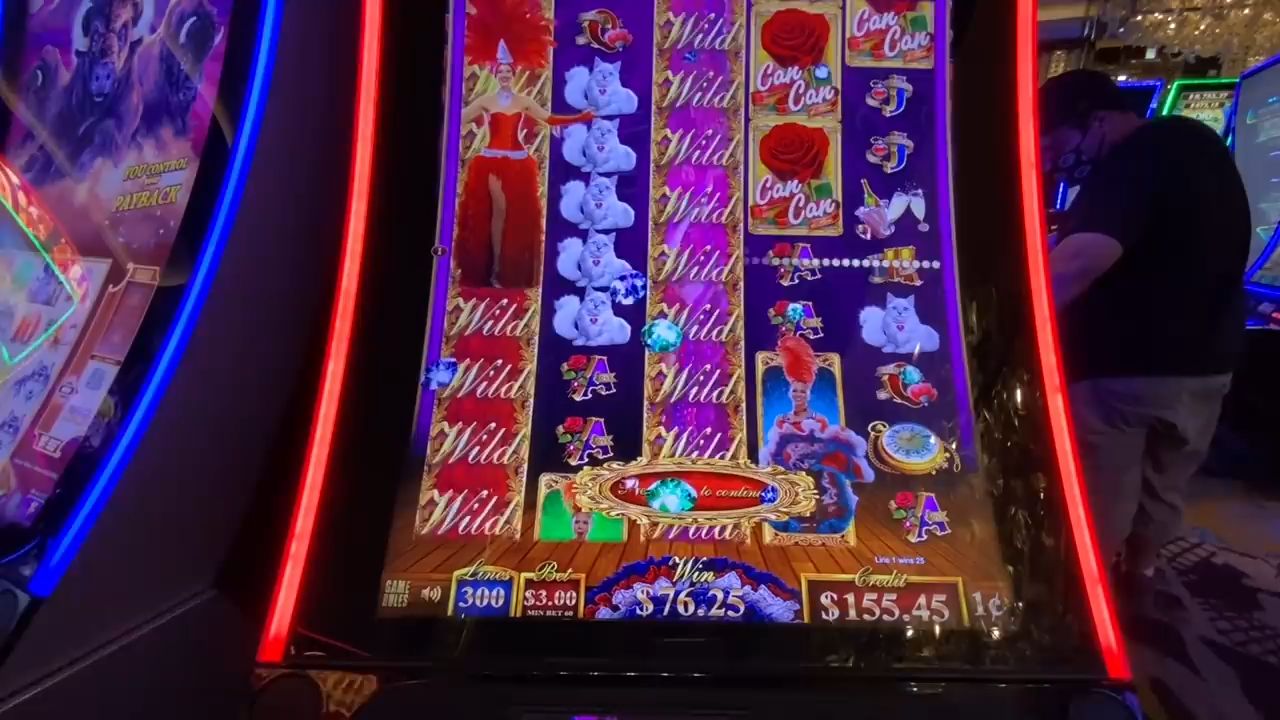 YOU CONTROL
PAYBACK
Wild
Wild
Wild
Wild
Wild
Wild
Wild
Wild
Wild
Wild
Wild
Wild
Wild
Can
Can
Can
Can
Can
Can
J
J
A
A
A
A
A
to continue
Line 1 wins 25
GAME
RULES
Lines
300
Bet
$3.00
MIN BET 60
Win
$76.25
Credit
$155.45
1¢